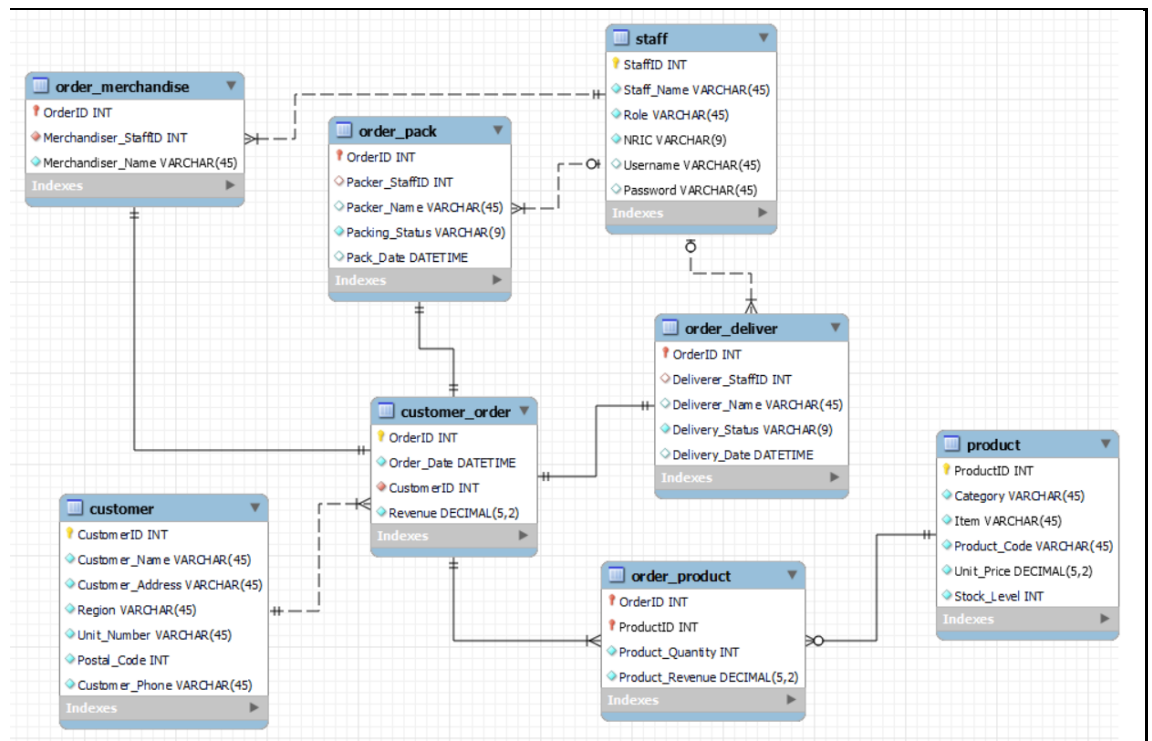 staff
StaffID INT
Staff_Name VARCHAR(45)
Role VARCHAR(45)
NRIC VARCHAR(9)
Username VARCHAR(45)
Password VARCHAR(45)
Indexes
order_merchandise
OrderID INT
Merchandiser_StaffID INT
Merchandiser_Name VARCHAR(45)
Indexes
order_pack
OrderID INT
Packer_StaffID INT
Packer_Name VARCHAR(45)
Packing_Status VARCHAR(9)
Pack_Date DATETIME
Indexes
order_deliver
OrderID INT
Deliverer_StaffID INT
Deliverer_Name VARCHAR(45)
Delivery_Status VARCHAR(9)
Delivery_Date DATETIME
Indexes
customer_order
OrderID INT
Order_Date DATETIME
CustomerID INT
Revenue DECIMAL(5,2)
Indexes
product
ProductID INT
Category VARCHAR(45)
Item VARCHAR(45)
Product_Code VARCHAR(45)
Unit_Price DECIMAL(5,2)
Stock_Level INT
Indexes
customer
CustomerID INT
Customer_Name VARCHAR(45)
Customer_Address VARCHAR(45)
Region VARCHAR(45)
Unit_Number VARCHAR(45)
Postal_Code INT
Customer_Phone VARCHAR(45)
Indexes
order_product
OrderID INT
ProductID INT
Product_Quantity INT
Product_Revenue DECIMAL(5,2)
Indexes